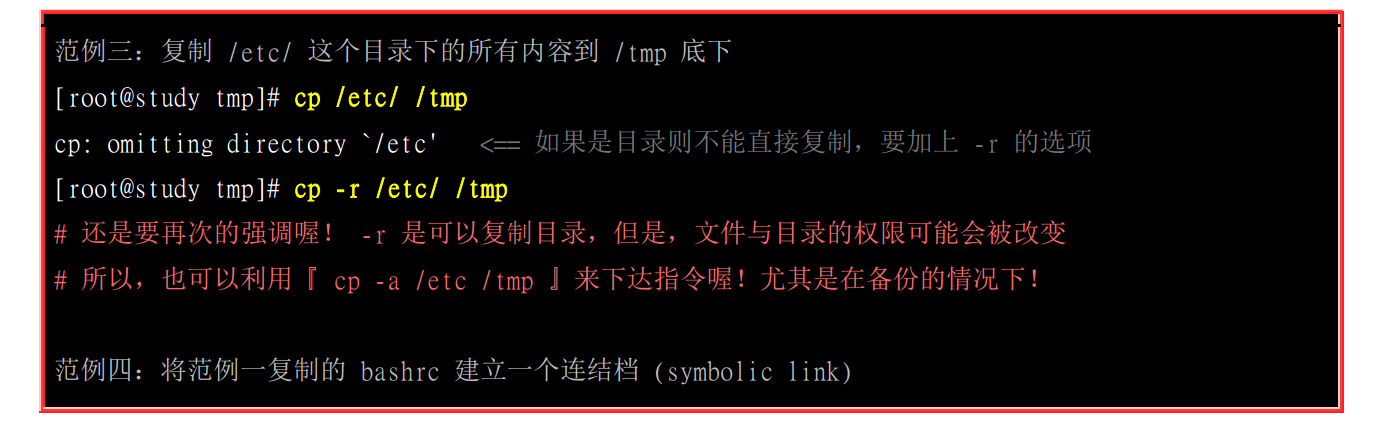 范例三：复制 /etc/ 这个目录下的所有内容到 /tmp 底下
[root@study tmp]# cp /etc/ /tmp
cp: omitting directory `/etc'   <== 如果是目录则不能直接复制，要加上 -r 的选项
[root@study tmp]# cp -r /etc/ /tmp
# 还是要再次的强调喔！ -r 是可以复制目录，但是，文件与目录的权限可能会被改变
# 所以，也可以利用『 cp -a /etc /tmp 』来下达指令喔！尤其是在备份的情况下！
范例四：将范例一复制的 bashrc 建立一个连结档 (symbolic link)